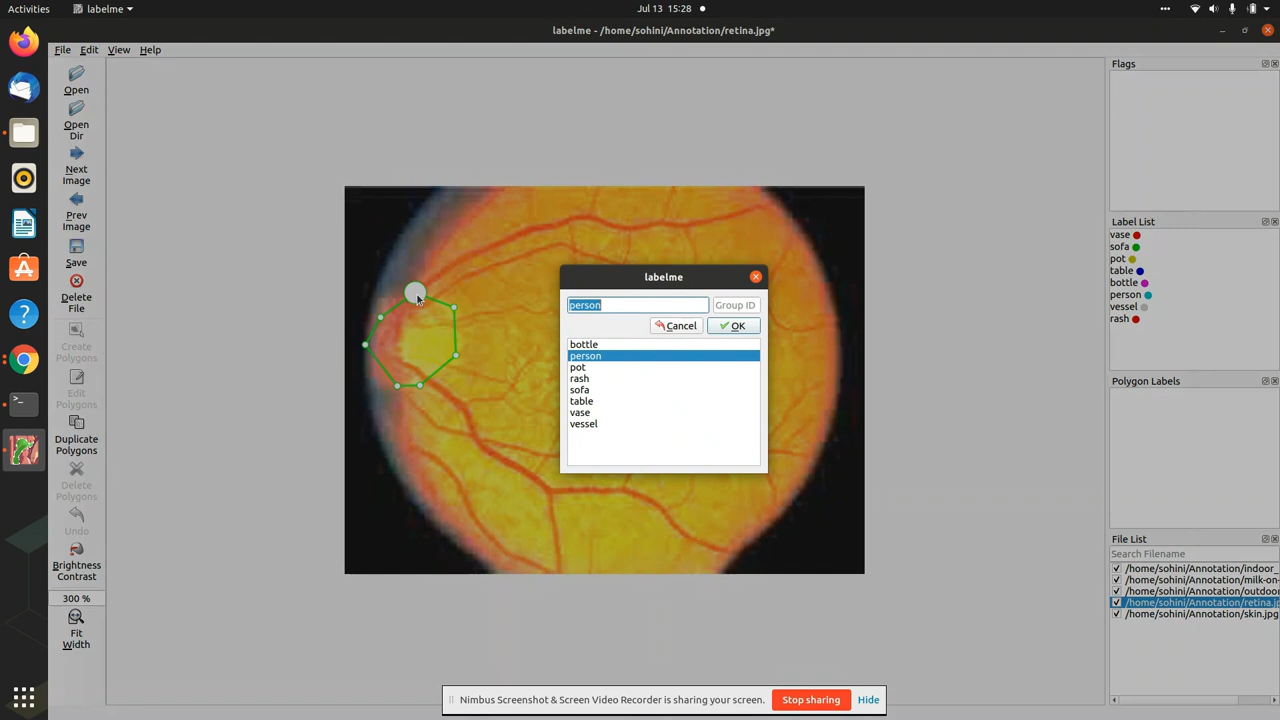 Activities
labelme
Jul 13 15:28
labelme - /home/sohini/Annotation/retina.jpg*
File Edit View Help
Open
Open
Dir
Next
Image
Prev
Image
Save
Delete
File
Create
Polygons
Edit
Polygons
Duplicate
Polygons
Delete
Polygons
Undo
Brightness
Contrast
300 %
Fit
Width
labelme
person
Group ID
Cancel
OK
bottle
person
pot
rash
sofa
table
vase
vessel
Flags
Label List
vase
sofa
pot
table
bottle
person
vessel
rash
Polygon Labels
File List
Search Filename
/home/sohini/Annotation/indoor_
/home/sohini/Annotation/milk-on-
/home/sohini/Annotation/outdoor
/home/sohini/Annotation/retina.j
/home/sohini/Annotation/skin.jpg
Nimbus Screenshot & Screen Video Recorder is sharing your screen.
Stop sharing
Hide